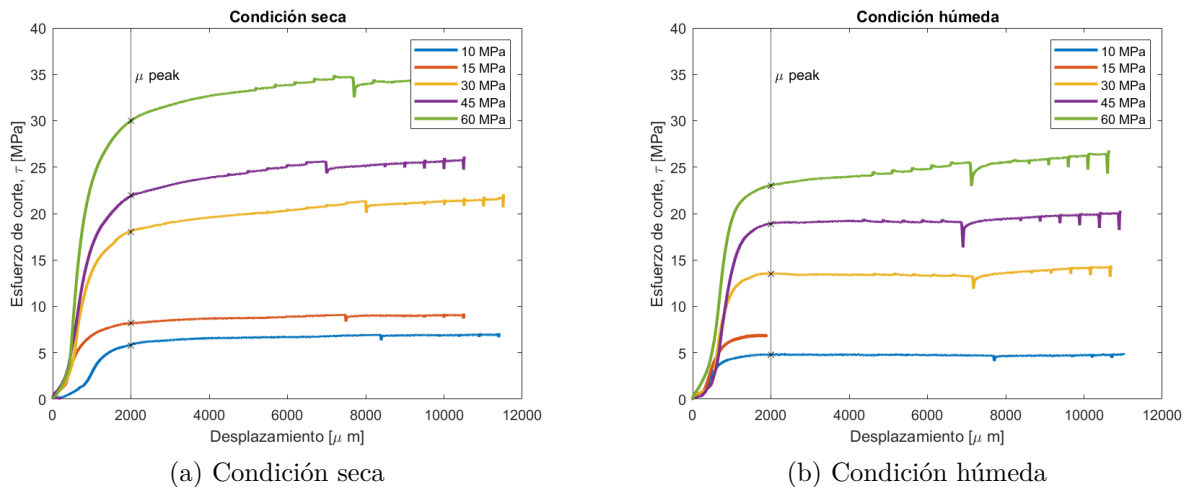 Condición seca
40
35
30
25
20
15
10
5
0
Esfuerzo de corte, τ [MPa]
μ peak
10 MPa
15 MPa
30 MPa
45 MPa
60 MPa
0 2000 4000 6000 8000 10000 12000
Desplazamiento [μ m]
(a) Condición seca
Condición húmeda
40
35
30
25
20
15
10
5
0
Esfuerzo de corte, τ [MPa]
μ peak
10 MPa
15 MPa
30 MPa
45 MPa
60 MPa
0 2000 4000 6000 8000 10000 12000
Desplazamiento [μ m]
(b) Condición húmeda